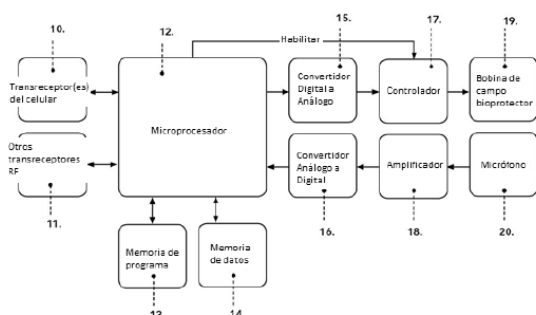 10.
12.
15.
17.
19.
Habilitar
Transreceptor(es)
del celular
Microprocesador
Convertidor
Digital a
Análogo
Controlador
Bobina de
campo
bioprotector
Otros
transreceptores
RF
Convertidor
Análogo a
Digital
Amplificador
Micrófono
11.
16.
18.
20.
Memoria de
programa
Memoria
de datos
13
14